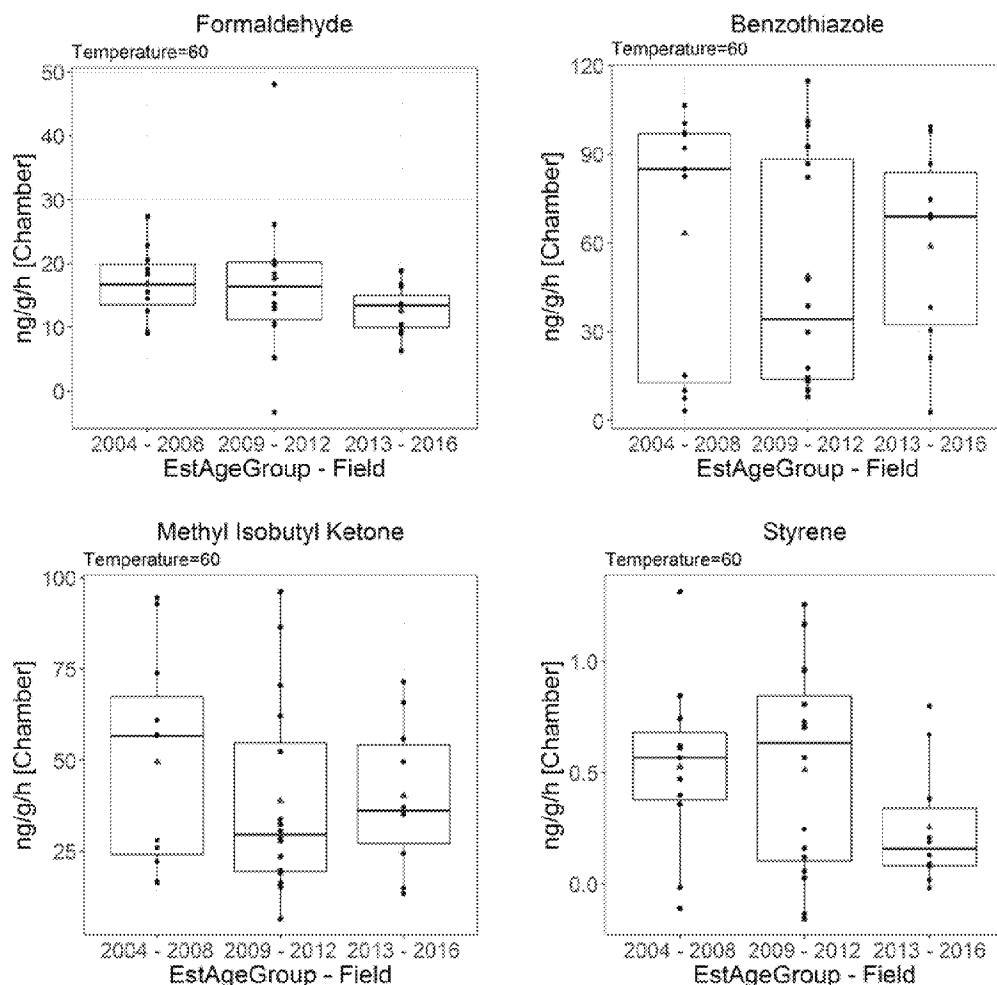 Formaldehyde
Temperature=60
50
40
30
20
10
0
ng/g/h [Chamber]
2004 - 2008 2009 - 2012 2013 - 2016
EstAgeGroup - Field
Benzothiazole
Temperature=60
120
90
60
30
0
ng/g/h [Chamber]
2004 - 2008 2009 - 2012 2013 - 2016
EstAgeGroup - Field
Methyl Isobutyl Ketone
Temperature=60
100
75
50
25
ng/g/h [Chamber]
2004 - 2008 2009 - 2012 2013 - 2016
EstAgeGroup - Field
Styrene
Temperature=60
1.0
0.5
0.0
ng/g/h [Chamber]
2004 - 2008 2009 - 2012 2013 - 2016
EstAgeGroup - Field